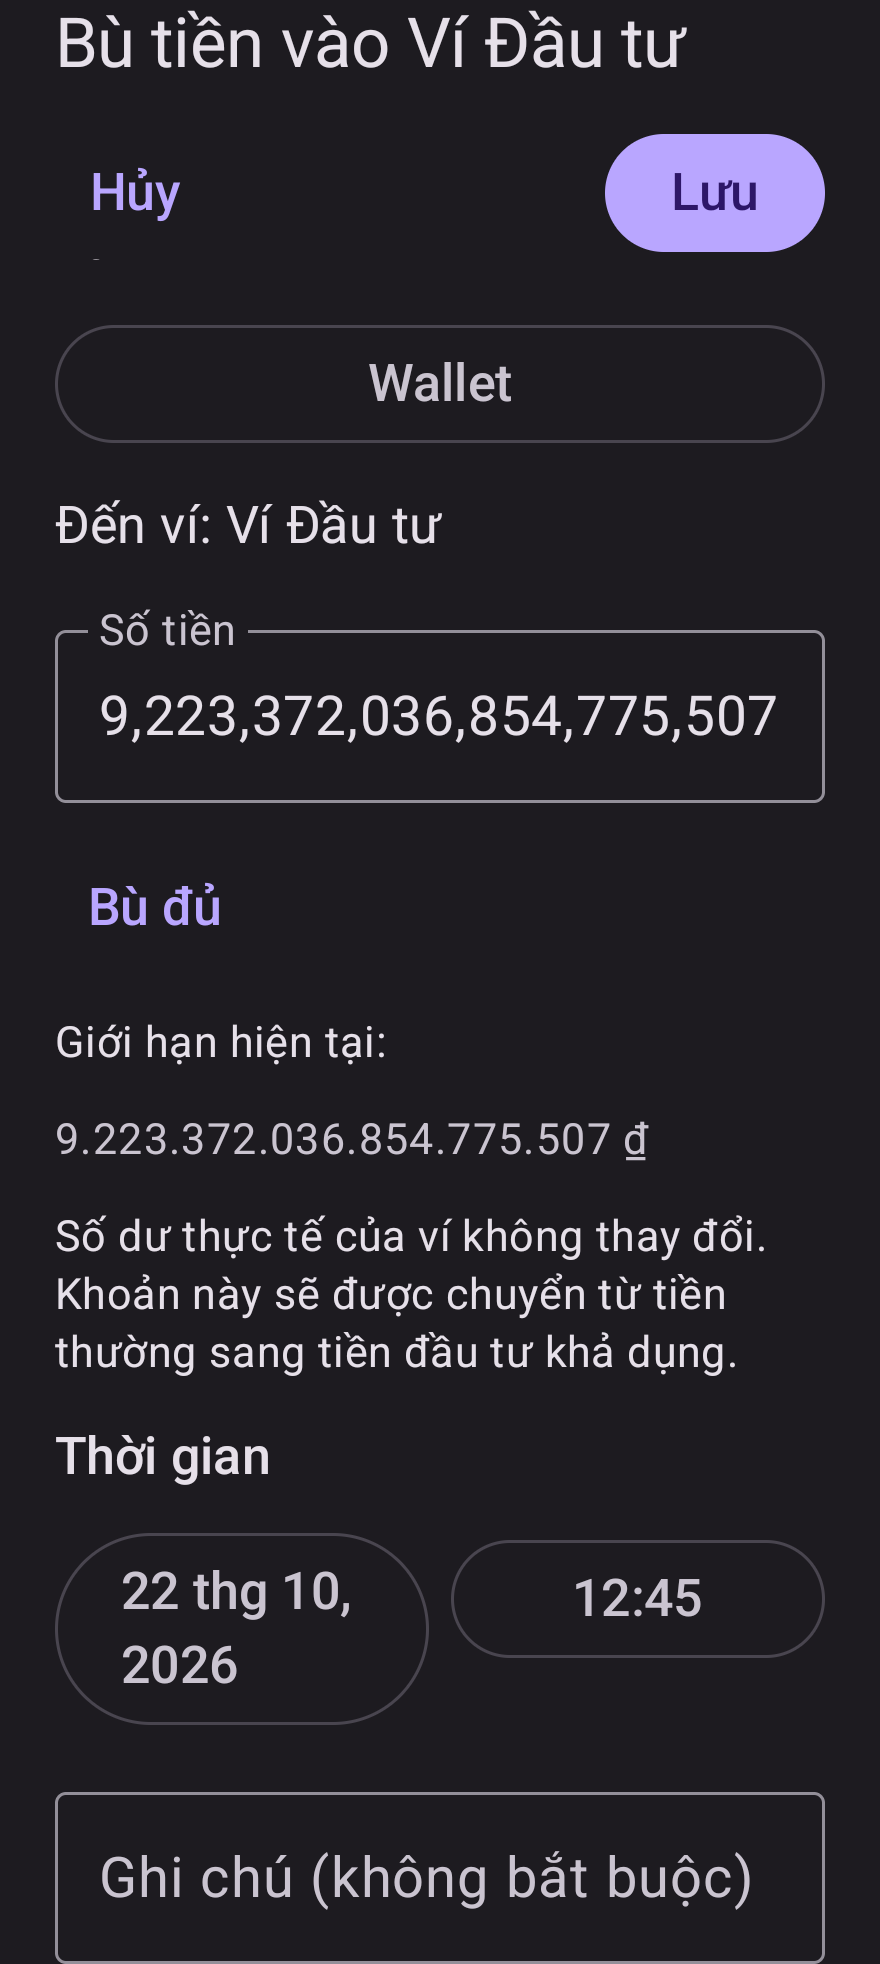 Bù tiền vào Ví Đầu tư
Hủy
Lưu
Wallet
Đến ví: Ví Đầu tư
Số tiền
9,223,372,036,854,775,507
Bù đủ
Giới hạn hiện tại:
9.223.372.036.854.775.507 ₫
Số dư thực tế của ví không thay đổi.
Khoản này sẽ được chuyển từ tiền
thường sang tiền đầu tư khả dụng.
Thời gian
22 thg 10,
2026
12:45
Ghi chú (không bắt buộc)